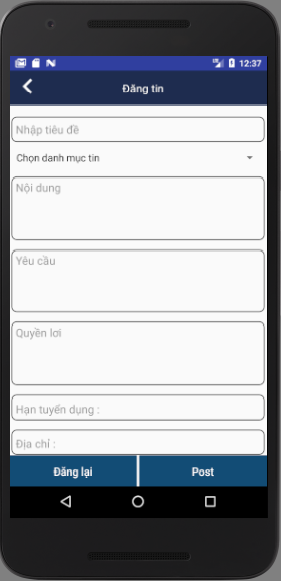 12:37
Đăng tin
Nhập tiêu đề
Chọn danh mục tin
Nội dung
Yêu cầu
Quyền lơi
Hạn tuyển dụng :
Địa chỉ :
Đăng lại Post